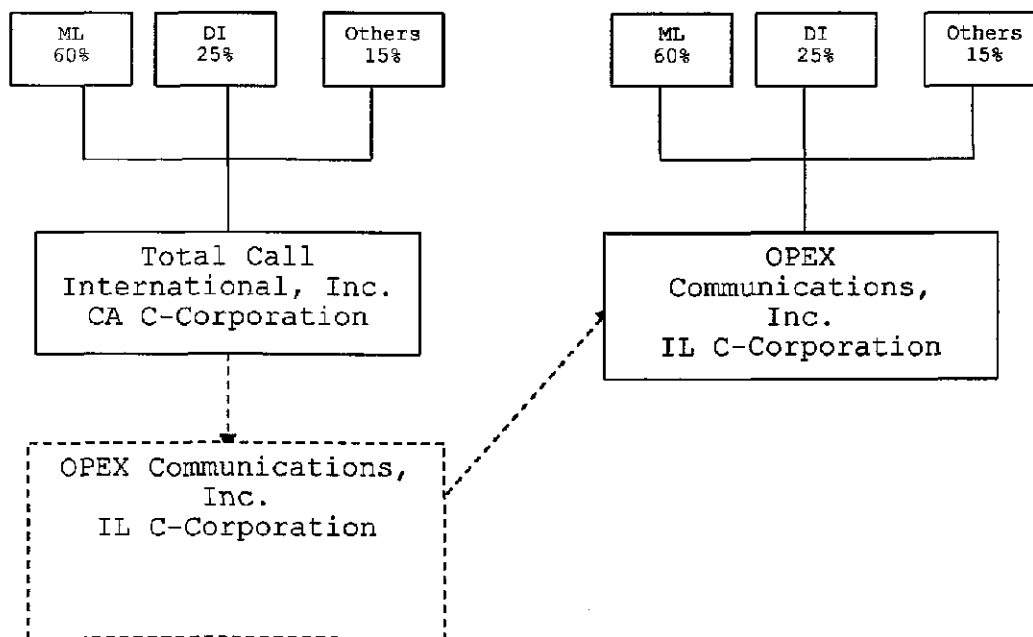 ML
60%
DI
25%
Others
15%
ML
60%
DI
25%
Others
15%
Total Call
International, Inc.
CA C-Corporation
OPEX
Communications,
Inc.
IL C-Corporation
OPEX Communications,
Inc.
IL C-Corporation